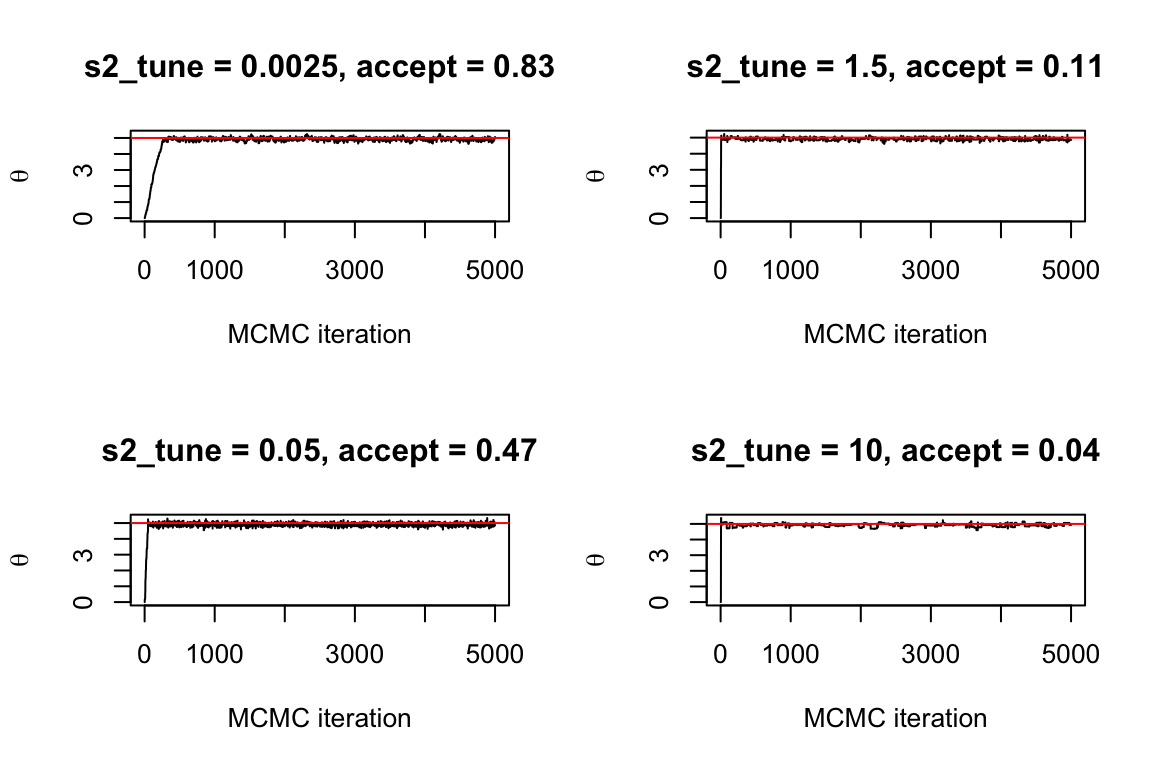 s2_tune = 0.0025, accept = 0.83
θ
3
0
0 1000 3000 5000
MCMC iteration
s2_tune = 1.5, accept = 0.11
θ
3
0
0 1000 3000 5000
MCMC iteration
s2_tune = 0.05, accept = 0.47
θ
3
0
0 1000 3000 5000
MCMC iteration
s2_tune = 10, accept = 0.04
θ
3
0
0 1000 3000 5000
MCMC iteration